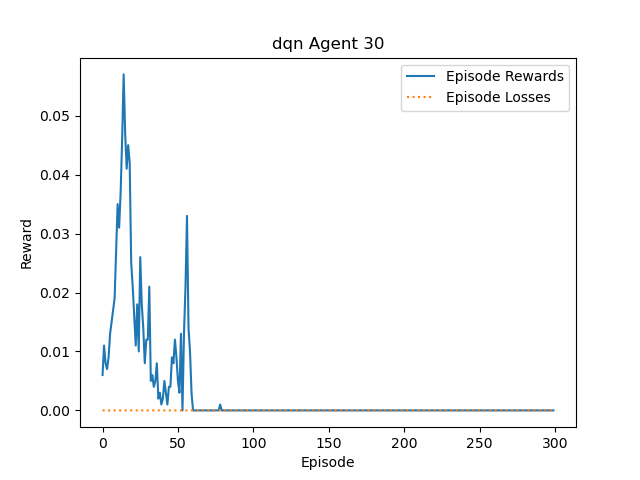 dqn Agent 30
Episode Rewards
Episode Losses
Reward
0.05
0.04
0.03
0.02
0.01
0.00
0 50 100 150 200 250 300
Episode